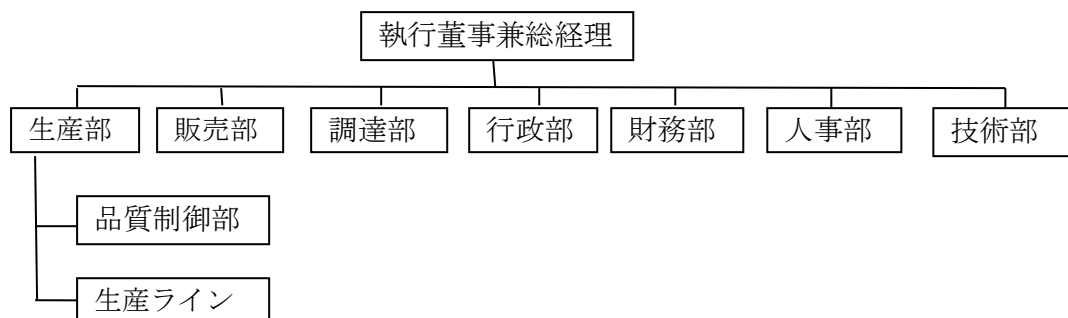 執行董事兼総経理
生産部 販売部 調達部 行政部 財務部 人事部 技術部
品質制御部
生産ライン